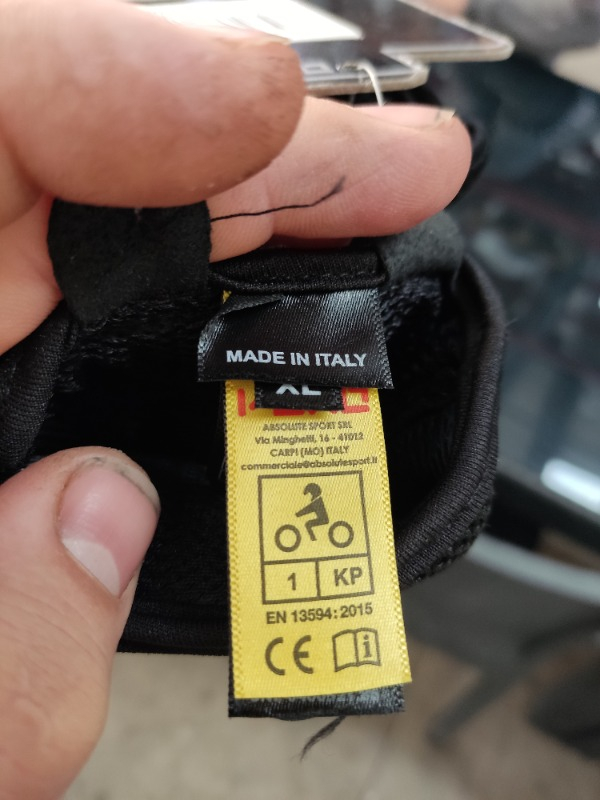 MADE IN ITALY
XL
ABSOLUTE SPORT SRL
Via Minghetti, 16 - 41012
CARPI (MO) ITALY
commerciale@absolutesport.it
1 KP
EN 13594:2015
CE i